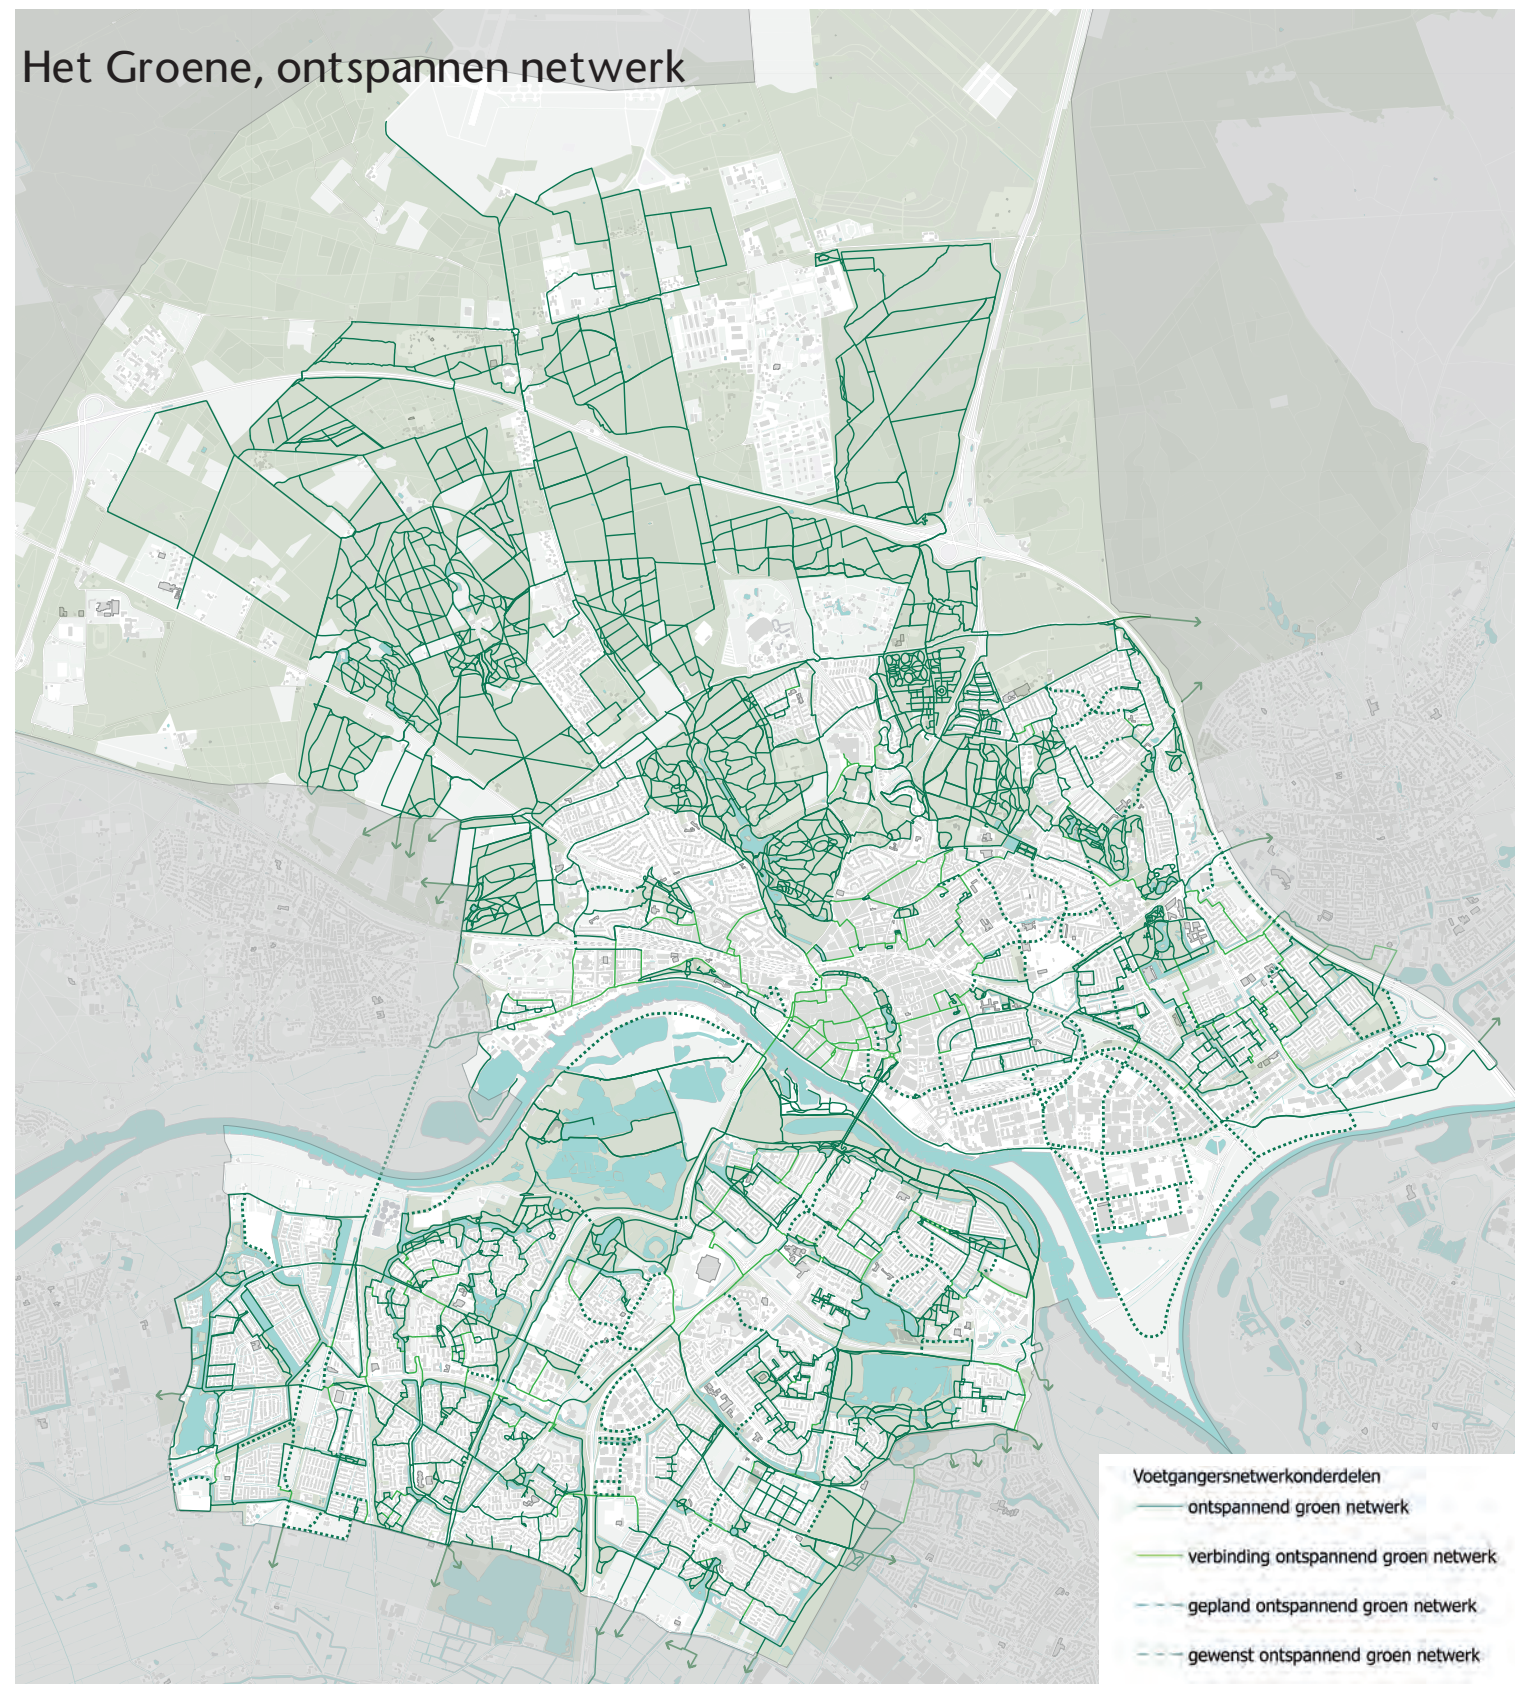 Het Groene, ontspannen netwerk
Voetgangersnetwerkonderdelen
ontspannend groen netwerk
verbinding ontspannend groen netwerk
gepland ontspannend groen netwerk
gewenst ontspannend groen netwerk